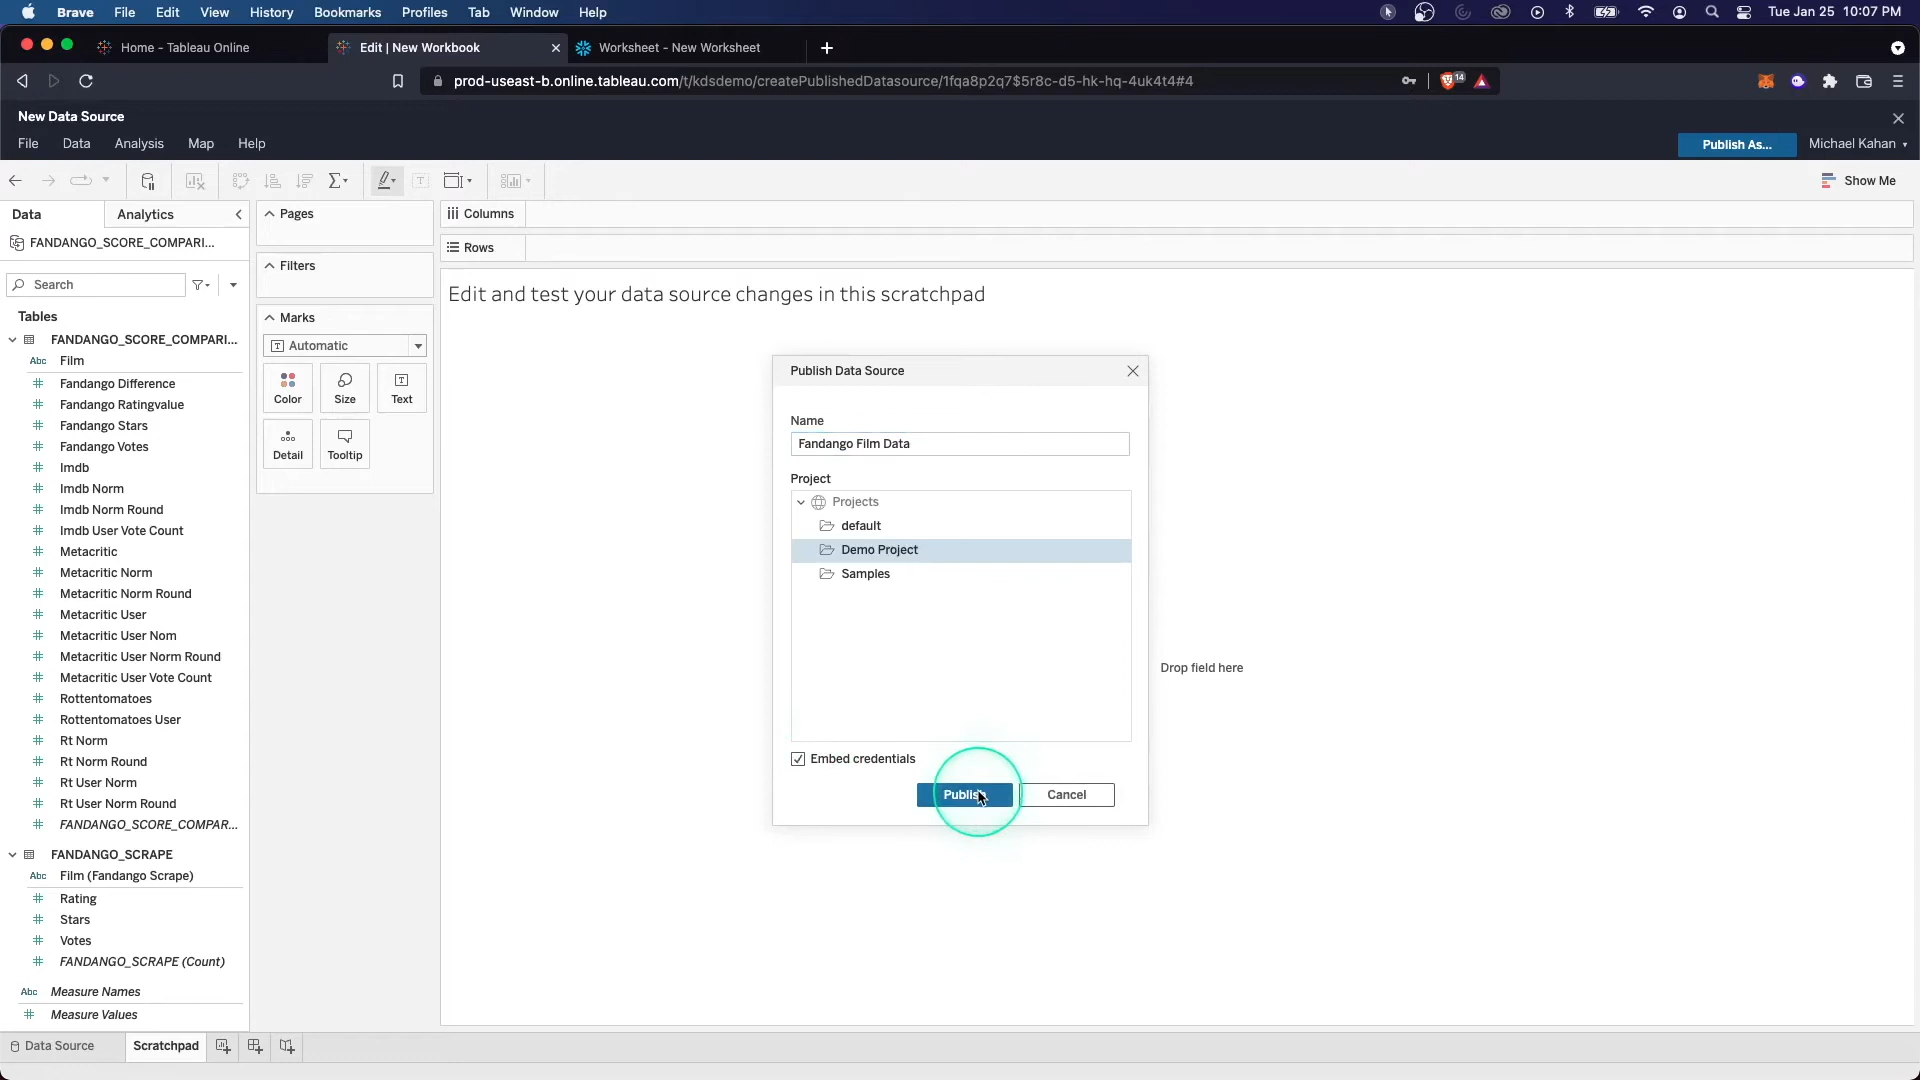 Brave File Edit View History Bookmarks Profiles Tab Window Help Tue Jan 25 10:07 PM
Home - Tableau Online Edit | New Workbook Worksheet - New Worksheet
prod-useast-b.online.tableau.com/t/kdsdemo/createPublishedDatasource/1fqa8p2q7$5r8c-d5-hk-hq-4uk4t4#4 14
New Data Source
File Data Analysis Map Help Publish As... Michael Kahan
Show Me
Data Analytics
FANDANGO_SCORE_COMPARI...
Search
Tables
FANDANGO_SCORE_COMPARI...
Abc Film
Fandango Difference
Fandango Ratingvalue
Fandango Stars
Fandango Votes
Imdb
Imdb Norm
Imdb Norm Round
Imdb User Vote Count
Metacritic
Metacritic Norm
Metacritic Norm Round
Metacritic User
Metacritic User Nom
Metacritic User Norm Round
Metacritic User Vote Count
Rottentomatoes
Rottentomatoes User
Rt Norm
Rt Norm Round
Rt User Norm
Rt User Norm Round
FANDANGO_SCORE_COMPAR...
FANDANGO_SCRAPE
Abc Film (Fandango Scrape)
Rating
Stars
Votes
FANDANGO_SCRAPE (Count)
Abc Measure Names
Measure Values
Pages
Filters
Marks
Automatic
Color Size Text
Detail Tooltip
Columns
Rows
Edit and test your data source changes in this scratchpad
Publish Data Source
Name
Fandango Film Data
Project
Projects
default
Demo Project
Samples
Embed credentials
Publish Cancel
Drop field here
Data Source Scratchpad